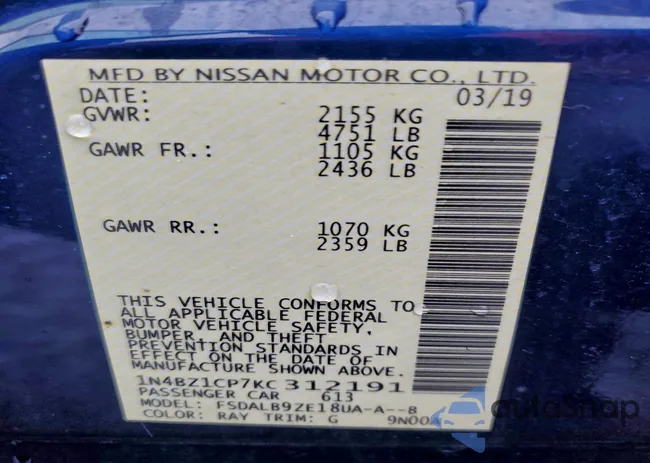 MFD BY NISSAN MOTOR CO., LTD.
DATE: 03/19
GVWR: 2155 KG
4751 LB
GAWR FR.: 1105 KG
2436 LB
GAWR RR.: 1070 KG
2359 LB
THIS VEHICLE CONFORMS TO
ALL APPLICABLE FEDERAL
MOTOR VEHICLE SAFETY,
BUMPER, AND THEFT
PREVENTION STANDARDS IN
EFFECT ON THE DATE OF
MANUFACTURE SHOWN ABOVE.
1N4BZ1CP7KC312191
PASSENGER CAR 613
MODEL: FSDALB9ZE18UA-A--B
COLOR: RAY TRIM: G 9N00A
autoSnap